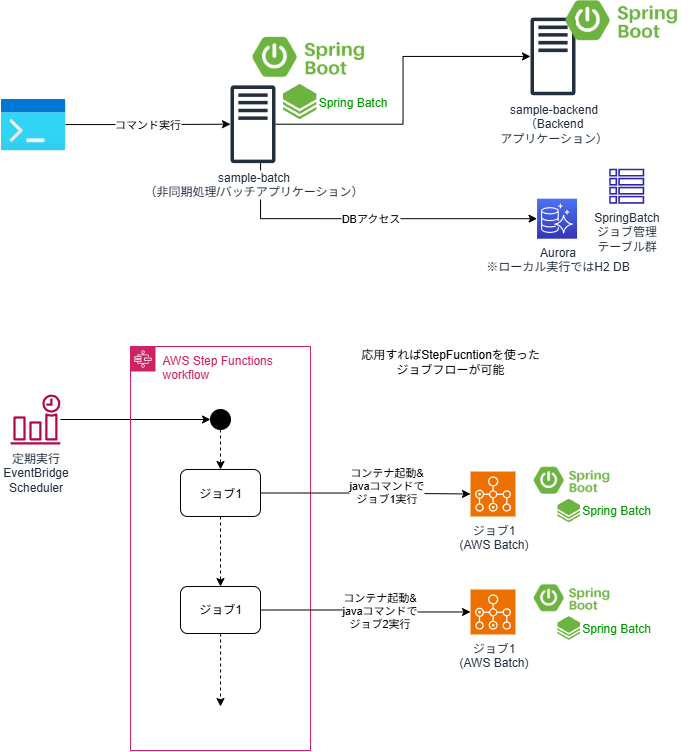 Spring
Boot
Spring
Boot
Spring Batch
コマンド実行
sample-backend
（Backend
アプリケーション）
sample-batch
（非同期処理/バッチアプリケーション）
DBアクセス
SpringBatch
ジョブ管理
テーブル群
Aurora
※ローカル実行ではH2 DB
AWS Step Functions
workflow
応用すればStepFucntionを使った
ジョブフローが可能
定期実行
EventBridge
Scheduler
ジョブ1
コンテナ起動&
javaコマンドで
ジョブ1実行
Spring
Boot
Spring Batch
ジョブ1
(AWS Batch)
ジョブ1
コンテナ起動&
javaコマンドで
ジョブ2実行
Spring
Boot
Spring Batch
ジョブ1
(AWS Batch)